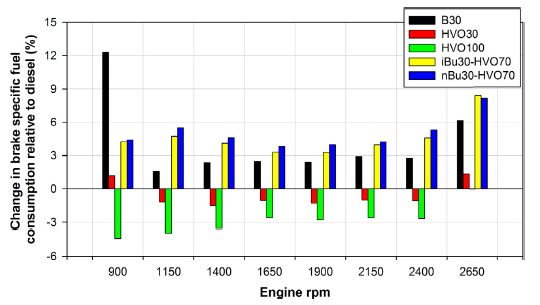 Change in brake specific fuel
consumption relative to diesel (%)
15
12
9
6
3
0
-3
-6
B30
HVO30
HVO100
iBu30-HVO70
nBu30-HVO70
900 1150 1400 1650 1900 2150 2400 2650
Engine rpm